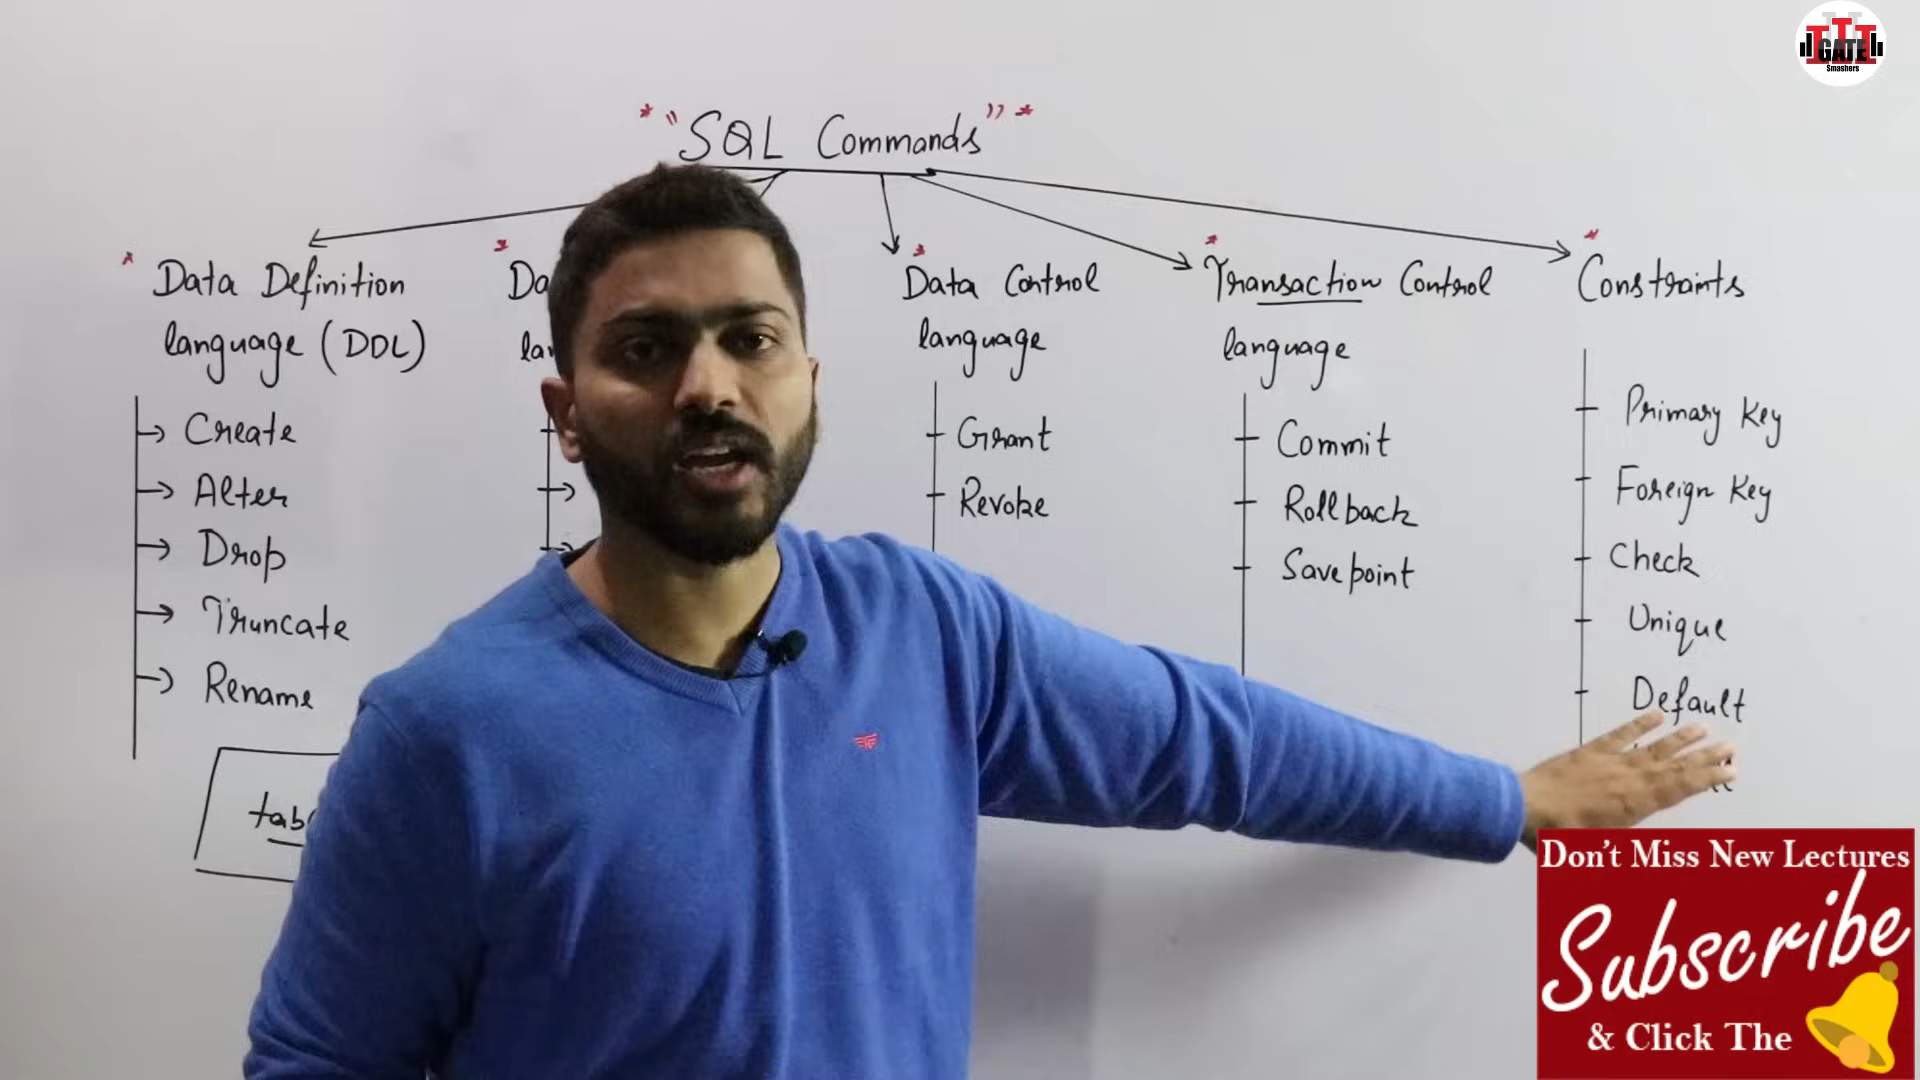 GATE
Smashers
"SQL Commands"
Data Definition
language (DDL)
Create
Alter
Drop
Truncate
Rename
Data Control
language
Grant
Revoke
Transaction Control
language
Commit
Rollback
Savepoint
Constraints
Primary Key
Foreign Key
Check
Unique
Default
Don't Miss New Lectures
Subscribe
& Click The